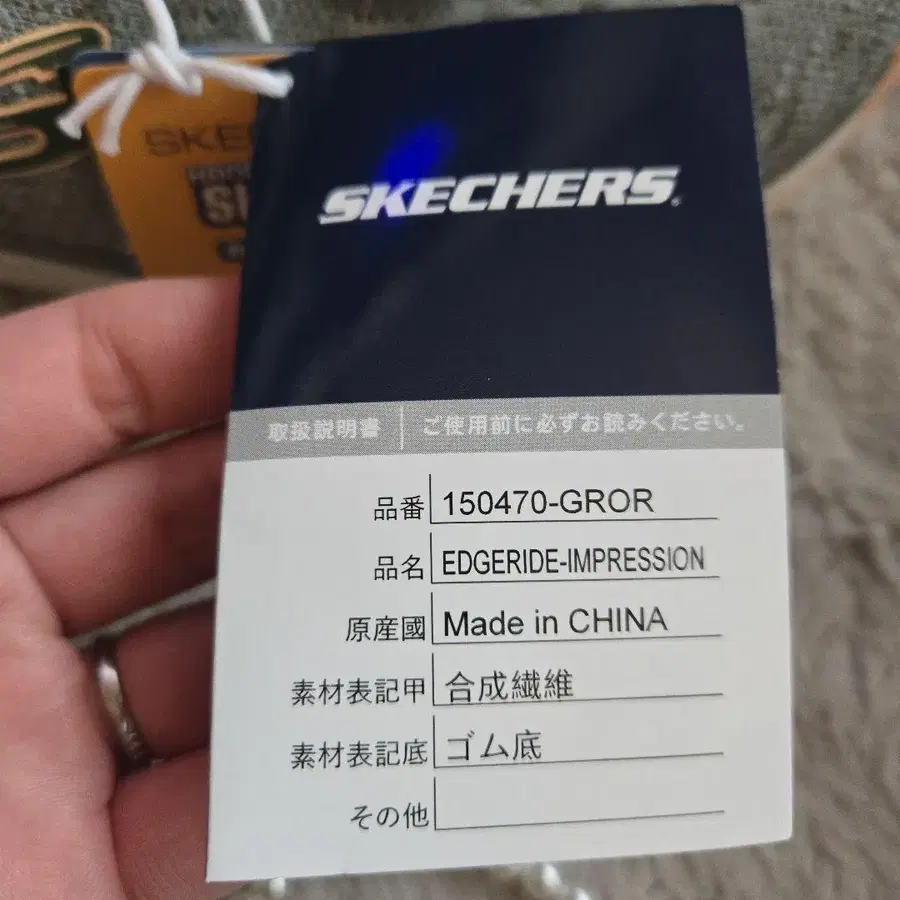 SKECHERS
取扱説明書 ご使用前に必ずお読みください。
品番 150470-GROR
品名 EDGERIDE-IMPRESSION
原産國 Made in CHINA
素材表記甲 合成繊維
素材表記底 ゴム底
その他